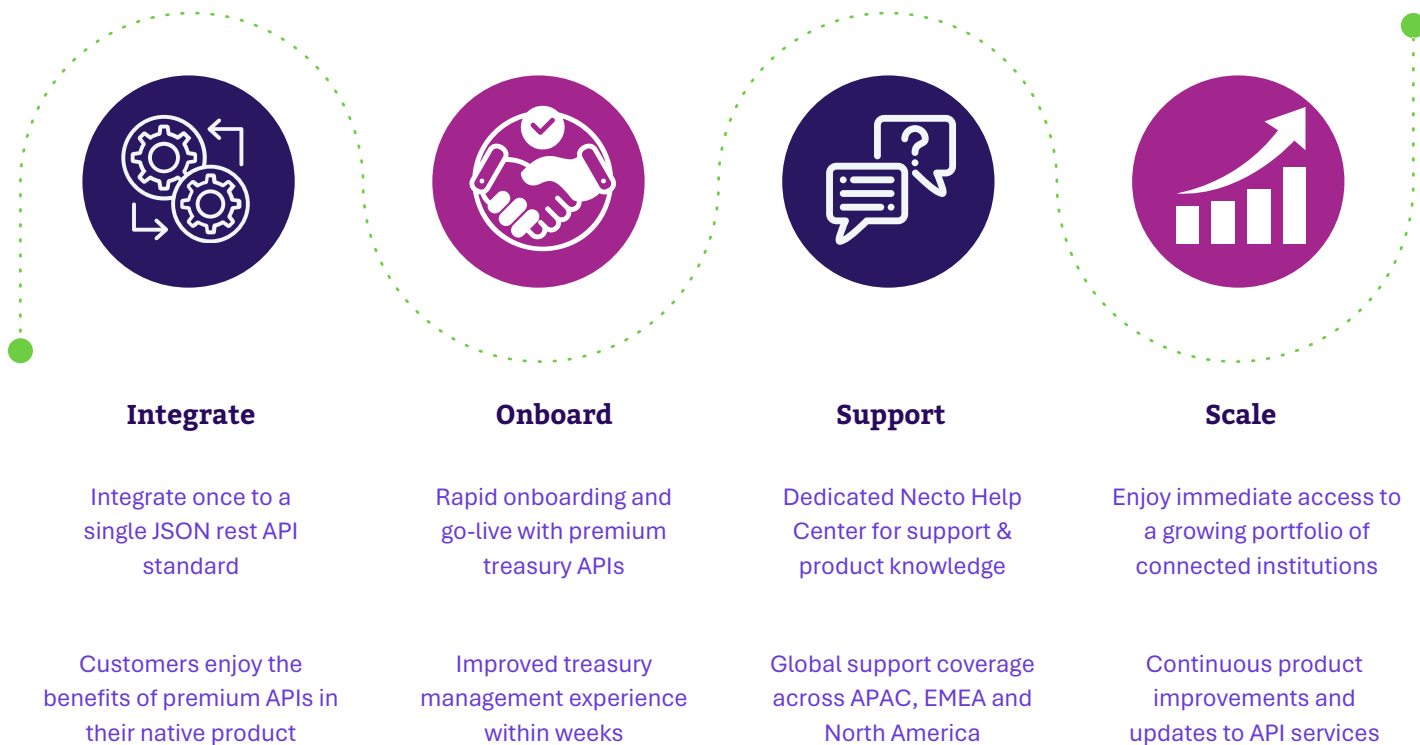 Integrate
Integrate once to a
single JSON rest API
standard
Customers enjoy the
benefits of premium APIs in
their native product
Onboard
Rapid onboarding and
go-live with premium
treasury APIs
Improved treasury
management experience
within weeks
Support
Dedicated Necto Help
Center for support &
product knowledge
Global support coverage
across APAC, EMEA and
North America
Scale
Enjoy immediate access to
a growing portfolio of
connected institutions
Continuous product
improvements and
updates to API services